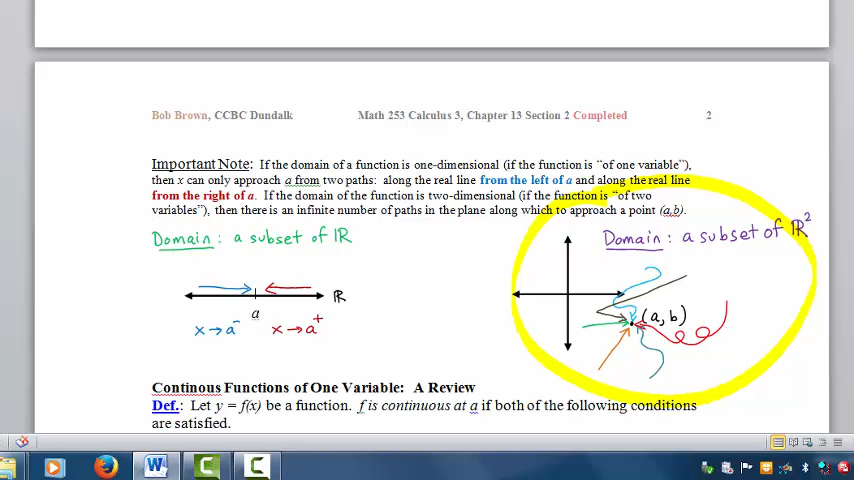 Bob Brown, CCBC Dundalk Math 253 Calculus 3, Chapter 13 Section 2 Completed 2
Important Note: If the domain of a function is one-dimensional (if the function is "of one variable"),
then x can only approach a from two paths: along the real line from the left of a and along the real line
from the right of a. If the domain of the function is two-dimensional (if the function is "of two
variables"), then there is an infinite number of paths in the plane along which to approach a point (a,b).
Domain: a subset of ℝ
Domain: a subset of ℝ²
ℝ
a
x→a⁻ x→a⁺
(a,b)
Continous Functions of One Variable: A Review
Def.: Let y = f(x) be a function. f is continuous at a if both of the following conditions
are satisfied.